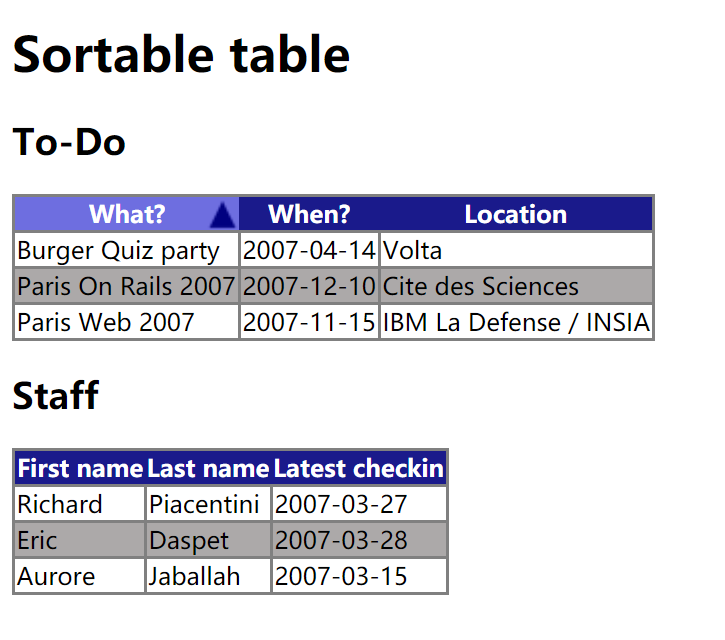 Sortable table
To-Do
What? When? Location
Burger Quiz party 2007-04-14 Volta
Paris On Rails 2007 2007-12-10 Cite des Sciences
Paris Web 2007 2007-11-15 IBM La Defense / INSIA
Staff
First name Last name Latest checkin
Richard Piacentini 2007-03-27
Eric Daspet 2007-03-28
Aurore Jaballah 2007-03-15